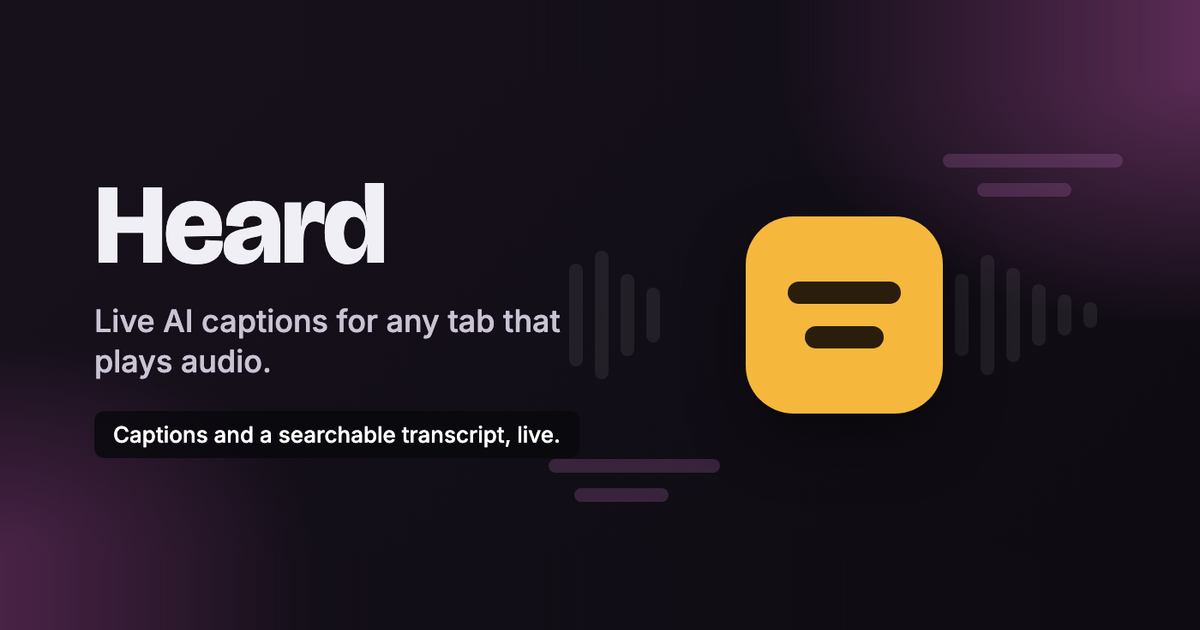 Heard
Live AI captions for any tab that
plays audio.
Captions and a searchable transcript, live.